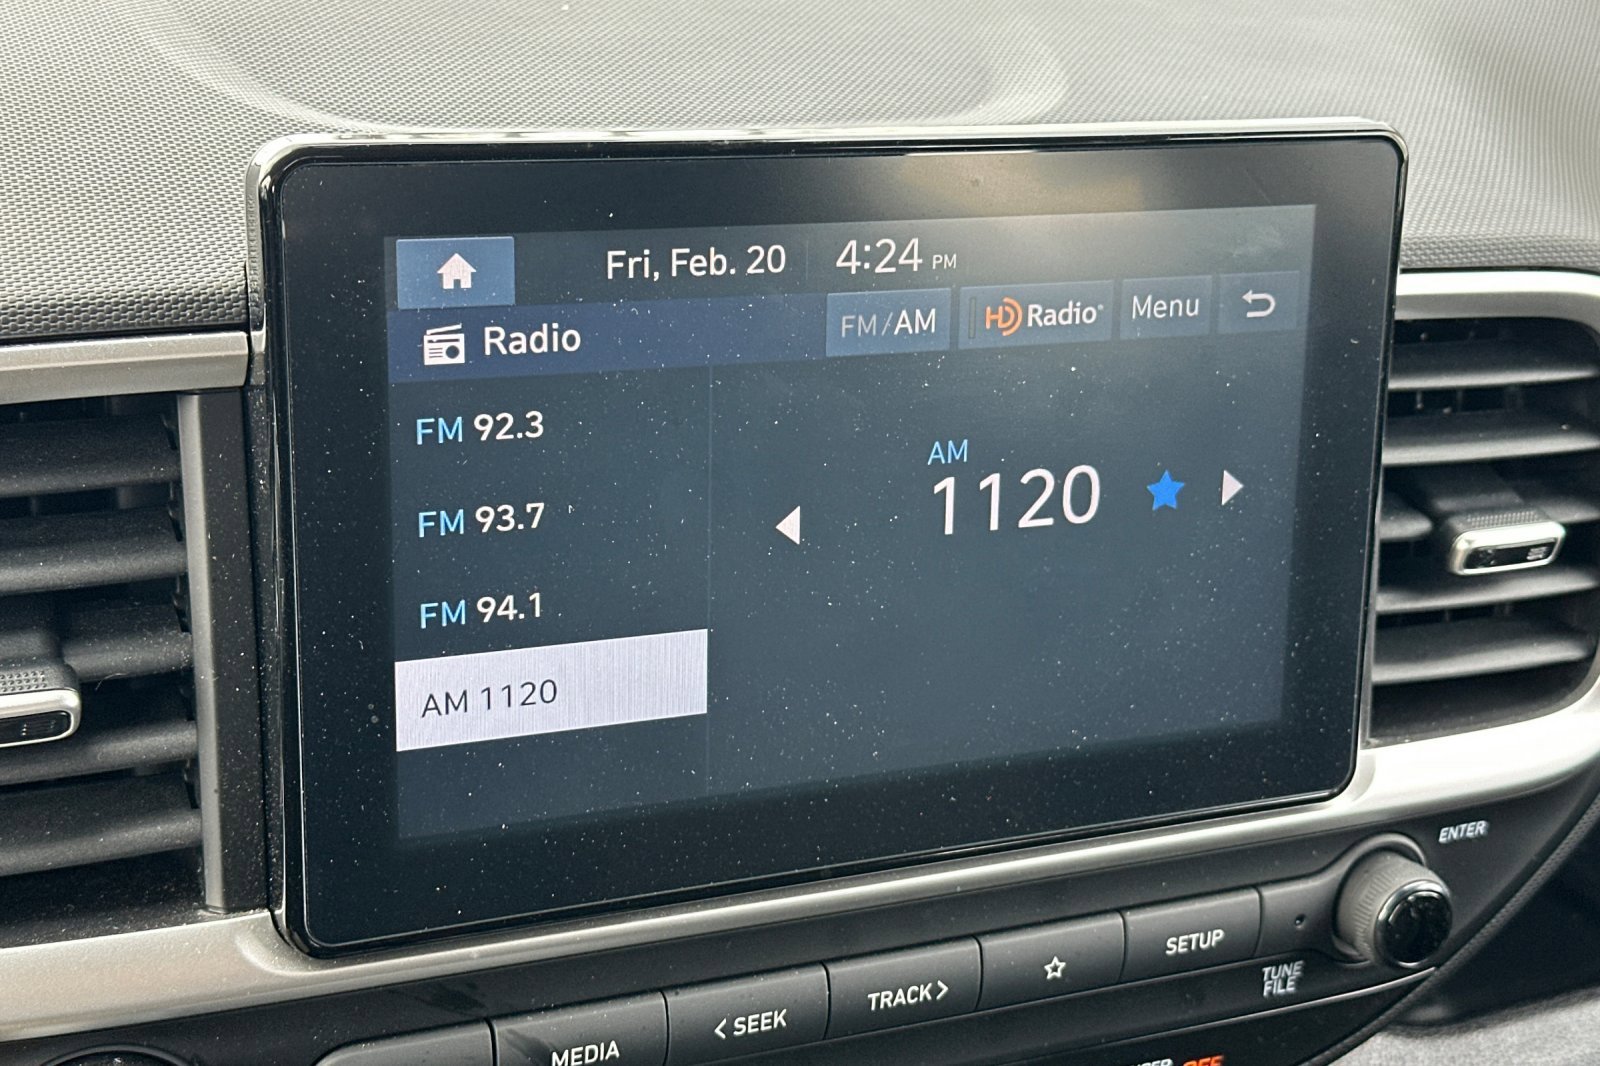 Fri, Feb. 20 4:24 PM
Radio FM/AM HD Radio Menu
FM 92.3
FM 93.7
FM 94.1
AM 1120
AM
1120
ENTER
MEDIA < SEEK TRACK > SETUP
TUNE
FILE
OFF